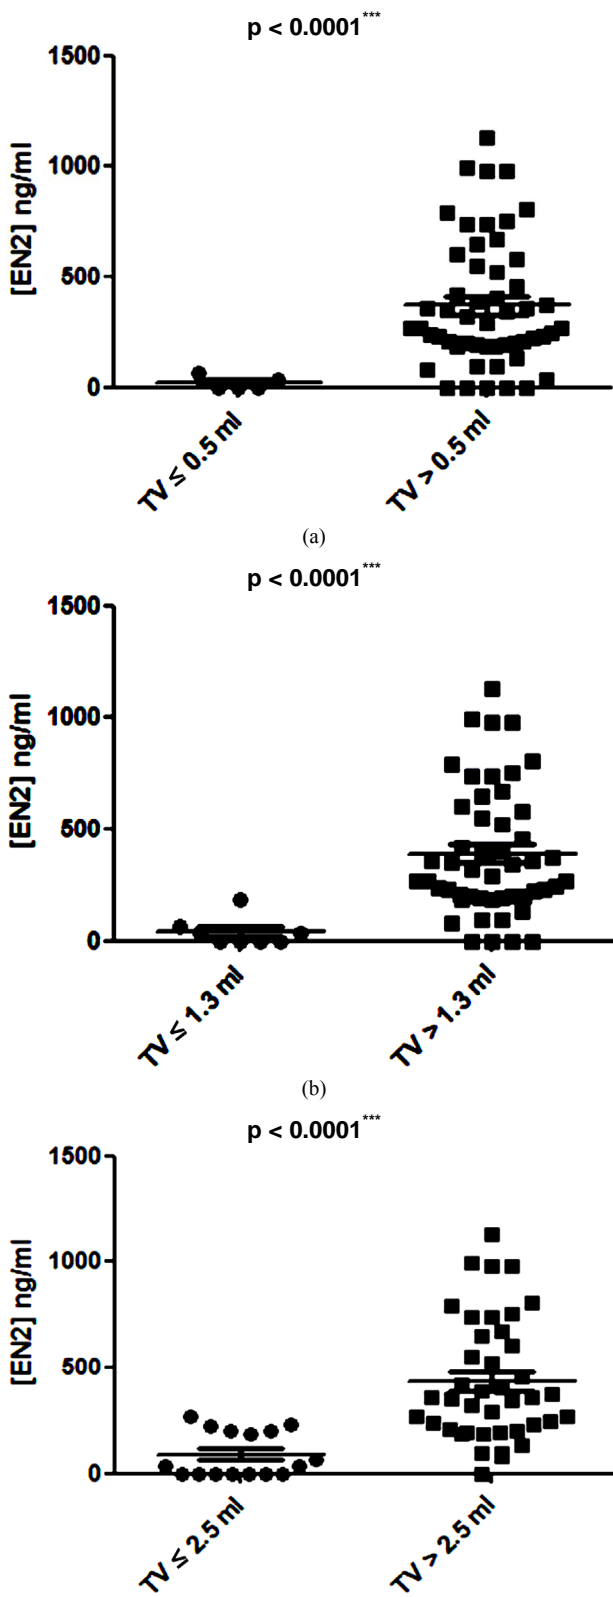 p < 0.0001***
1500
1000
500
0
[EN2] ng/ml
TV ≤ 0.5 ml
TV > 0.5 ml
(a)
p < 0.0001***
1500
1000
500
0
[EN2] ng/ml
TV ≤ 1.3 ml
TV > 1.3 ml
(b)
p < 0.0001***
1500
1000
500
0
[EN2] ng/ml
TV ≤ 2.5 ml
TV > 2.5 ml